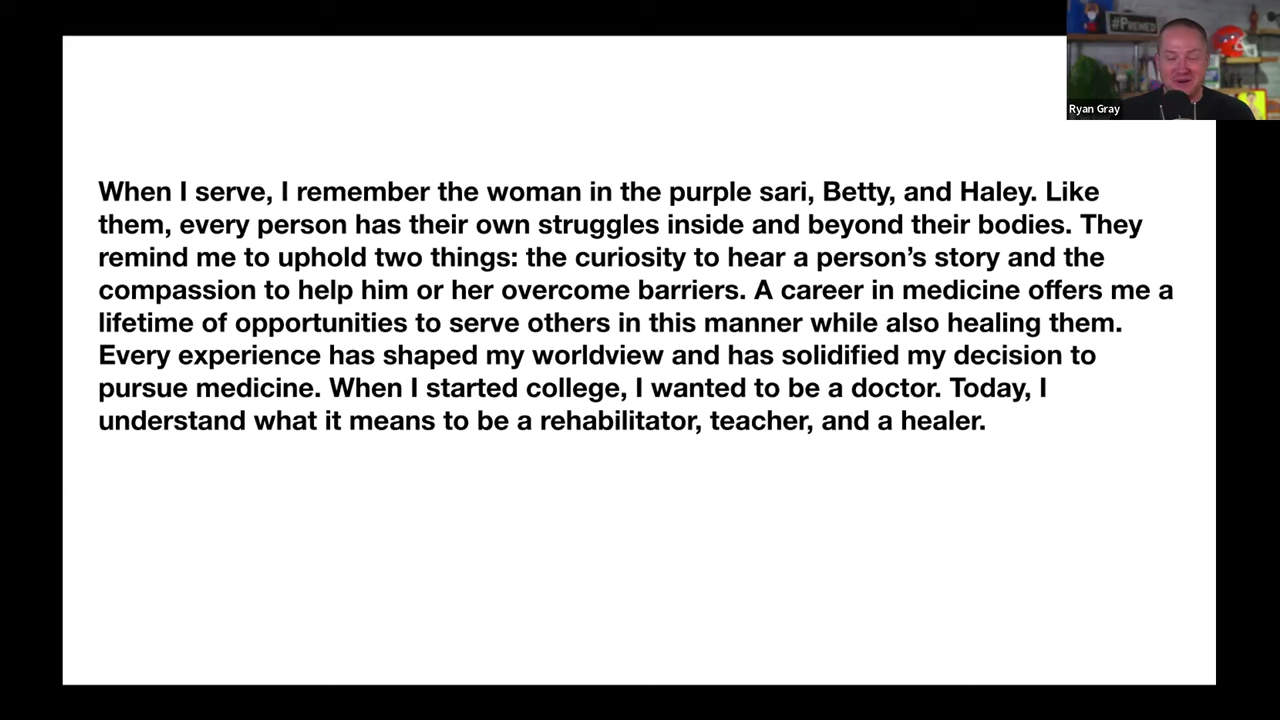 #PREMED
Ryan Gray
When I serve, I remember the woman in the purple sari, Betty, and Haley. Like
them, every person has their own struggles inside and beyond their bodies. They
remind me to uphold two things: the curiosity to hear a person’s story and the
compassion to help him or her overcome barriers. A career in medicine offers me a
lifetime of opportunities to serve others in this manner while also healing them.
Every experience has shaped my worldview and has solidified my decision to
pursue medicine. When I started college, I wanted to be a doctor. Today, I
understand what it means to be a rehabilitator, teacher, and a healer.